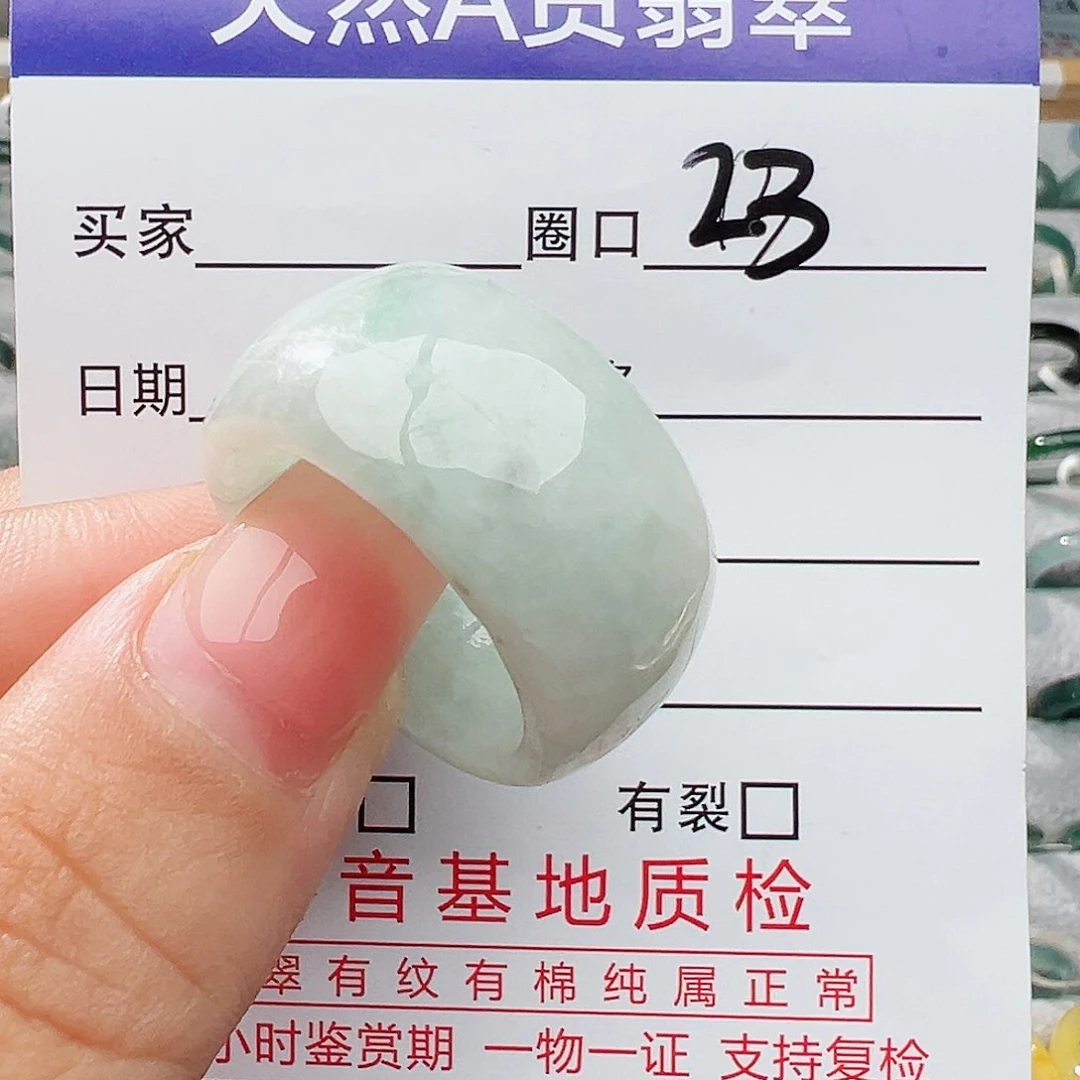 天然A货翡翠
买家 圈口 2.3
日期
有裂
音基地质检
翠有纹有棉纯属正常
小时鉴赏期 一物一证 支持复检